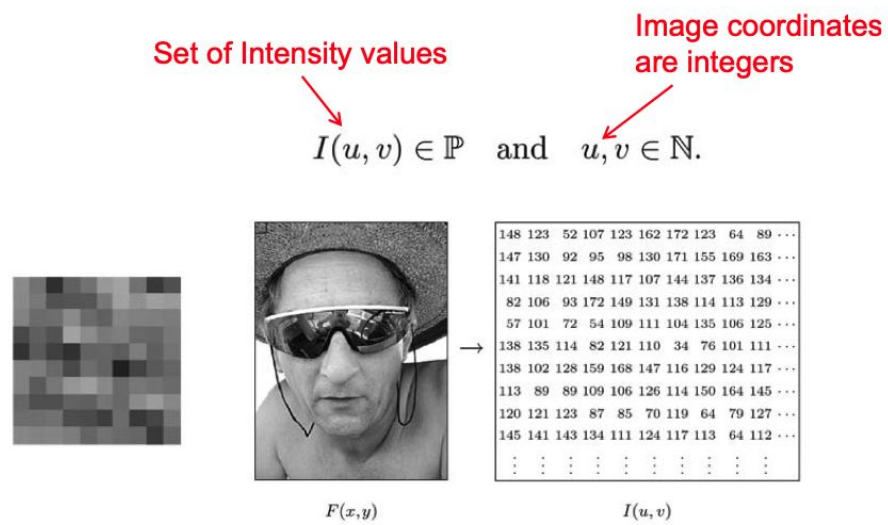 Set of Intensity values
Image coordinates
are integers
I(u, v) ∈ ℙ and u, v ∈ ℕ.
148 123 52 107 123 162 172 123 64 89 ···
147 130 92 95 98 130 171 155 169 163 ···
141 118 121 148 117 107 144 137 136 134 ···
82 106 93 172 149 131 138 114 113 129 ···
57 101 72 54 109 111 104 135 106 125 ···
138 135 114 82 121 110 34 76 101 111 ···
138 102 128 159 168 147 116 129 124 117 ···
113 89 89 109 106 126 114 150 164 145 ···
120 121 123 87 85 70 119 64 79 127 ···
145 141 143 134 111 124 117 113 64 112 ···
⋮ ⋮ ⋮ ⋮ ⋮ ⋮ ⋮ ⋮ ⋮
→
F(x, y)
I(u, v)